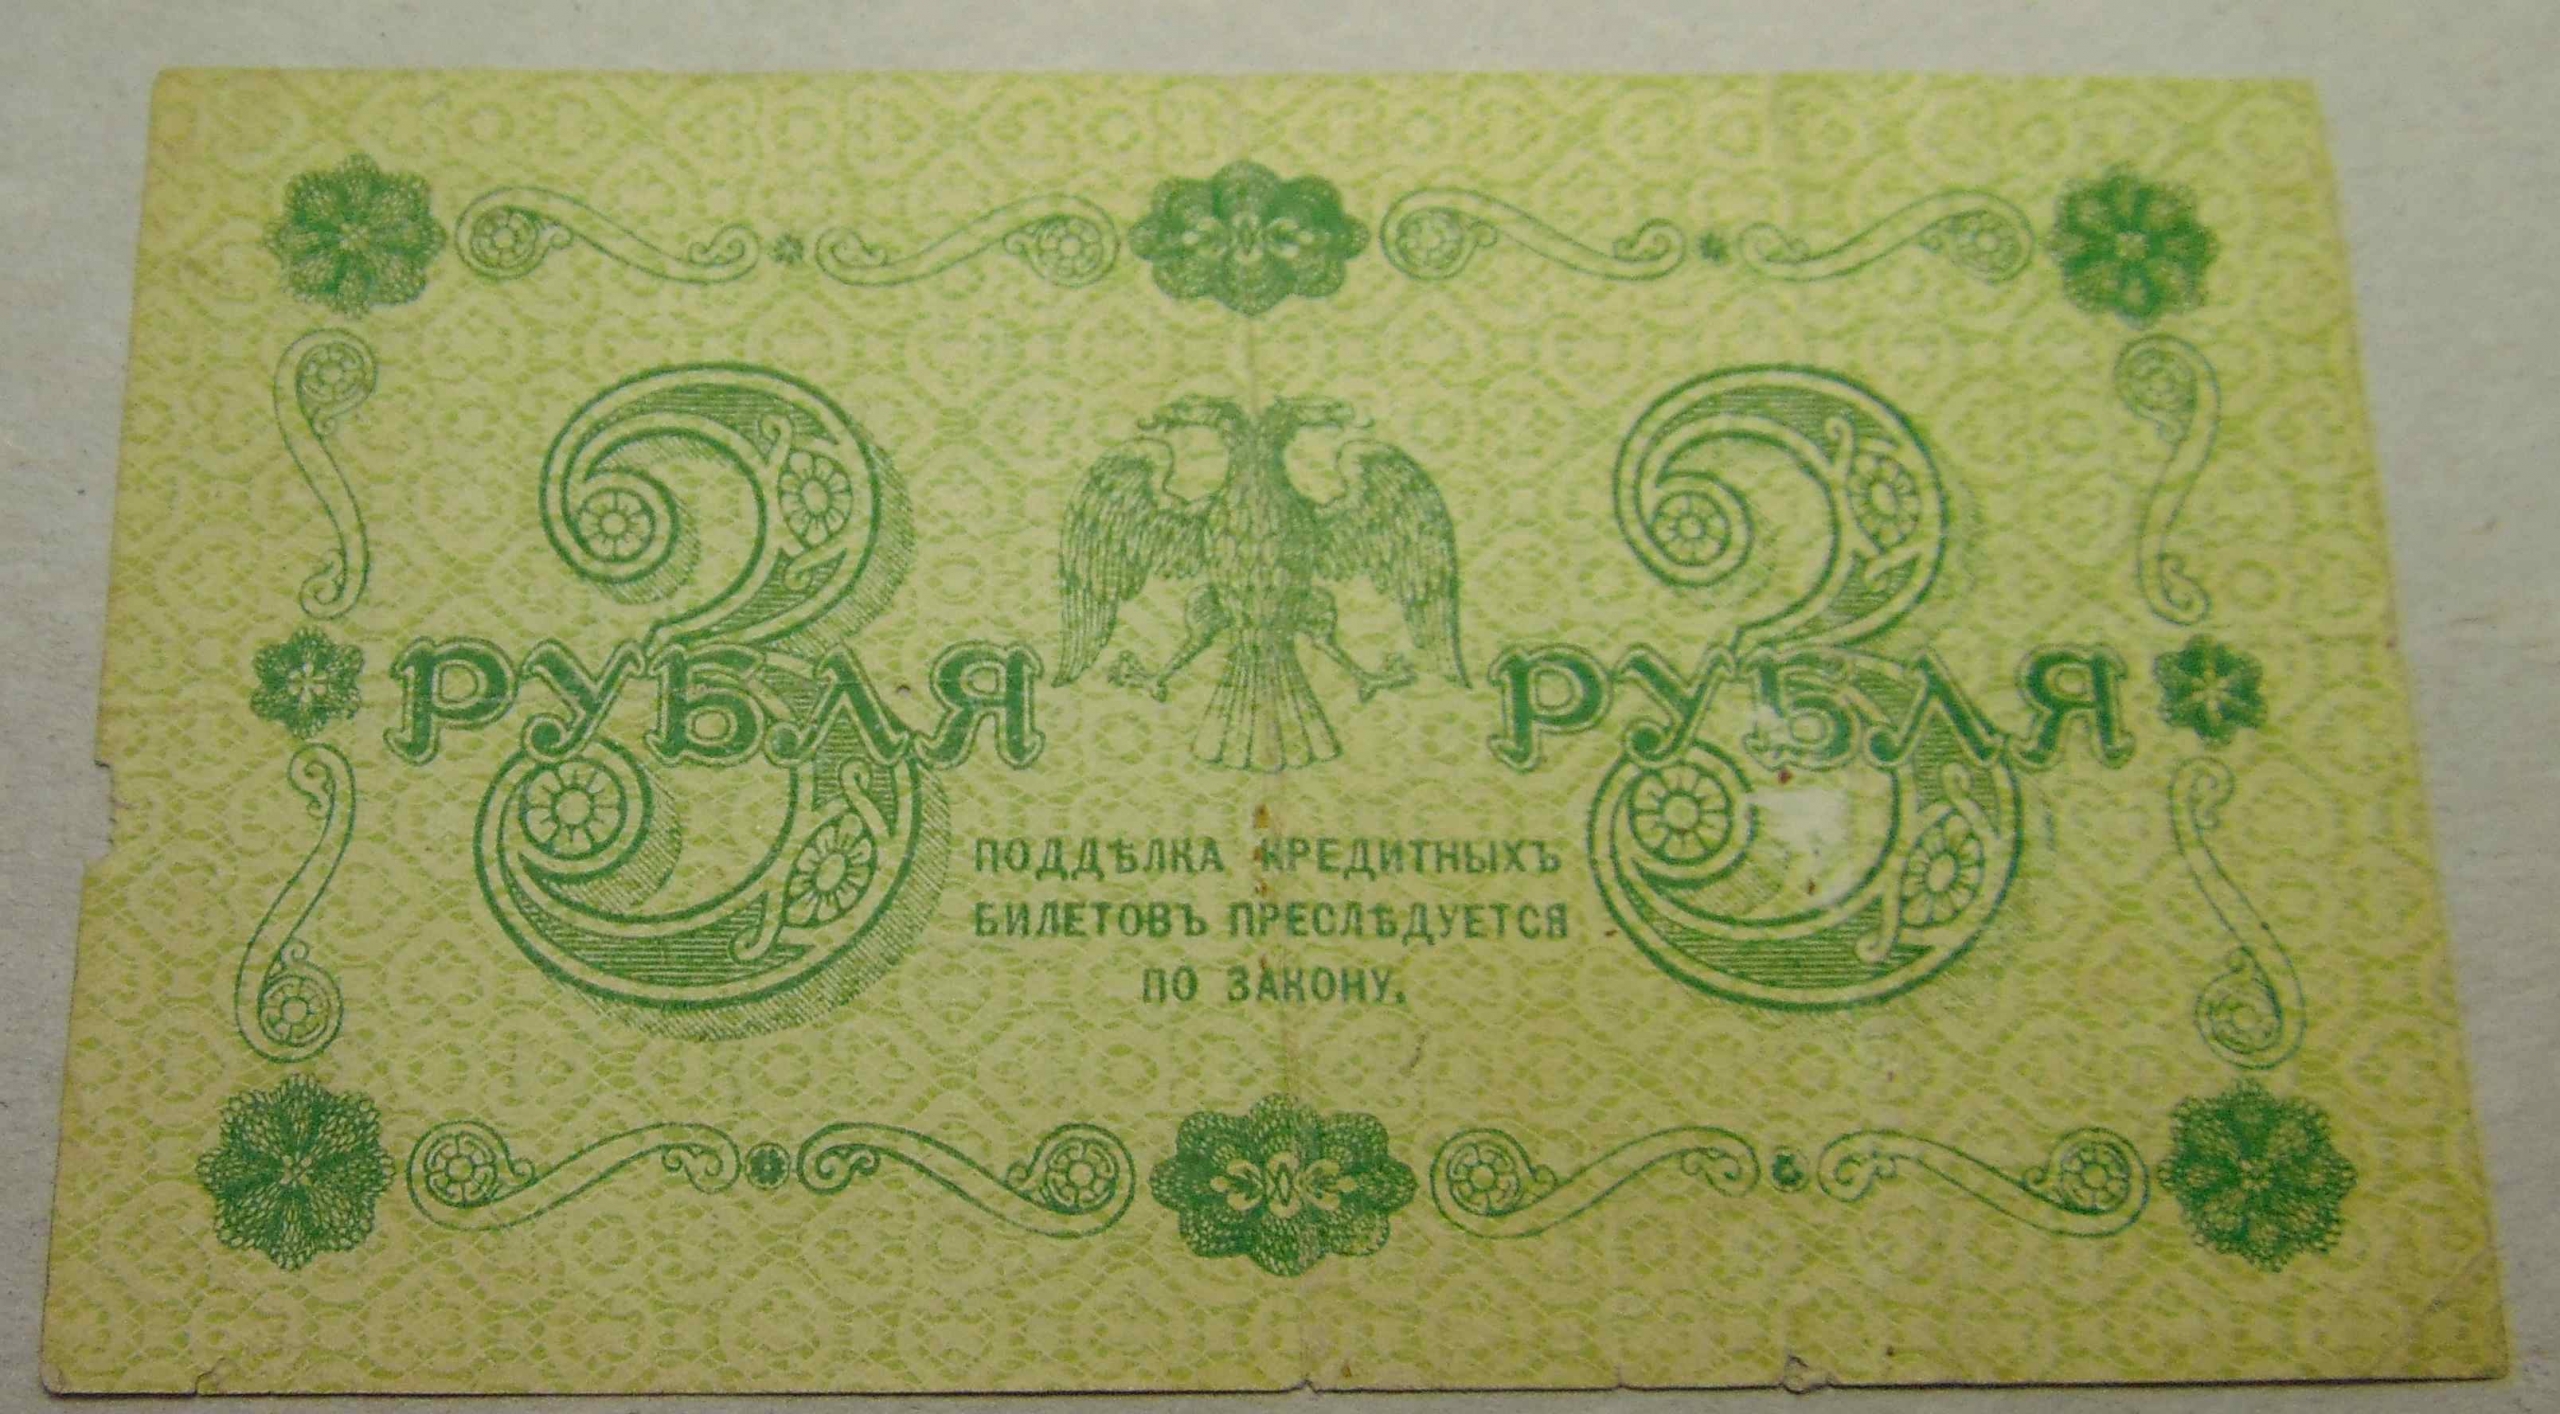 3 3
РУБЛЯ РУБЛЯ
ПОДДѢЛКА КРЕДИТНЫХЪ
БИЛЕТОВЪ ПРЕСЛѢДУЕТСЯ
ПО ЗАКОНУ.